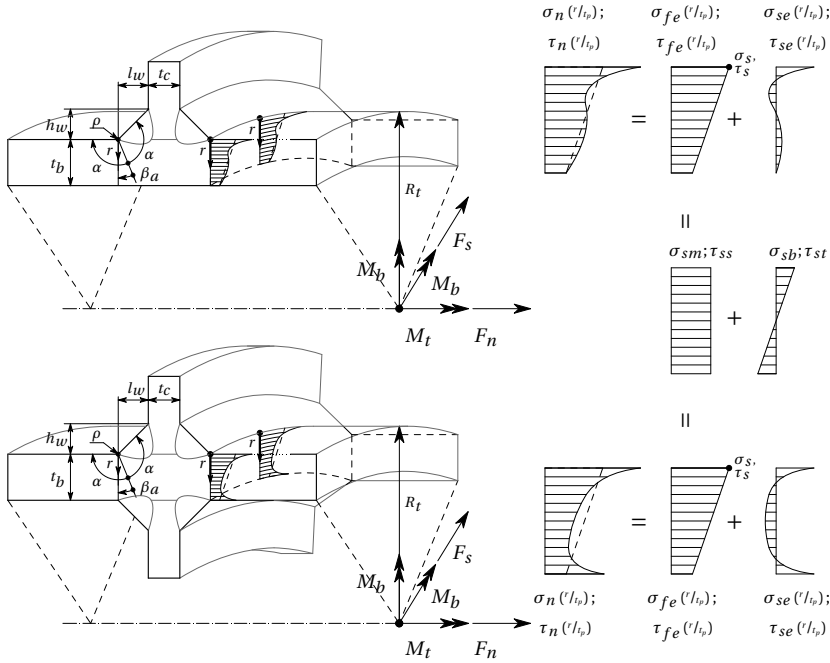 σn (r/tp);
τn (r/tp)
σfe (r/tp);
τfe (r/tp)
σse (r/tp);
τse (r/tp)
lw
tc
hw
ρ
r
α
α
tb
βa
r
r
Rt
Fs
Mb
Mb
Mt
Fn
σs,
τs
=
+
=
σsm; τss
σsb; τst
+
=
lw
tc
hw
ρ
r
α
α
tb
βa
r
r
Rt
Fs
Mb
Mb
Mt
Fn
σs,
τs
=
+
σn (r/tp);
τn (r/tp)
σfe (r/tp);
τfe (r/tp)
σse (r/tp);
τse (r/tp)